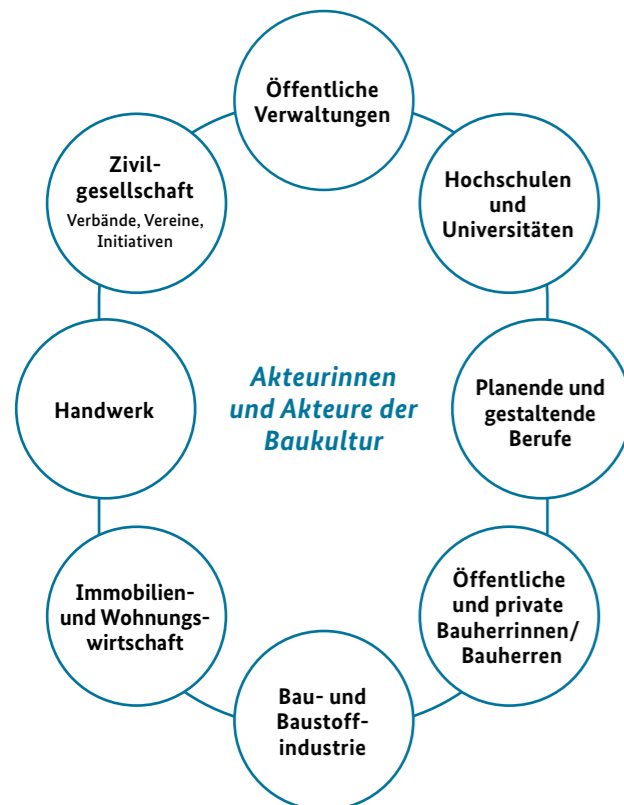 Öffentliche
Verwaltungen
Hochschulen
und
Universitäten
Planende und
gestaltende
Berufe
Öffentliche
und private
Bauherrinnen/
Bauherren
Bau- und
Baustoff-
industrie
Immobilien-
und Wohnungs-
wirtschaft
Handwerk
Zivil-
gesellschaft
Verbände, Vereine,
Initiativen
Akteurinnen
und Akteure der
Baukultur